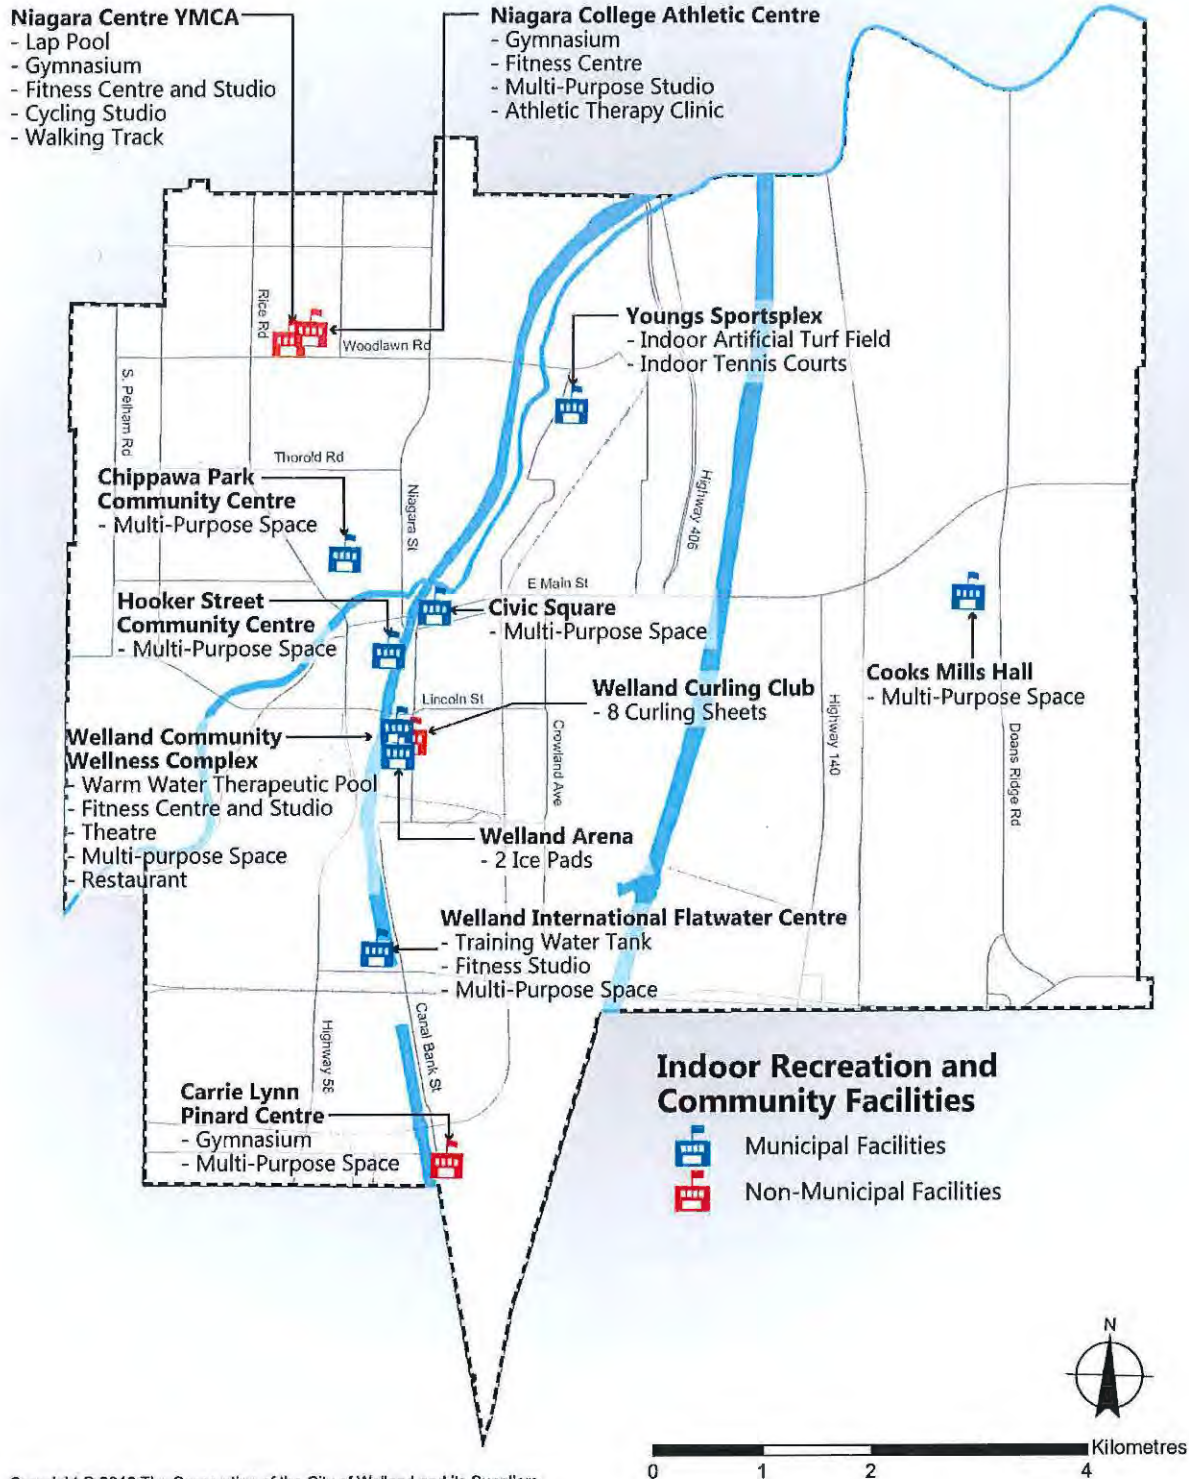 Niagara Centre YMCA
- Lap Pool
- Gymnasium
- Fitness Centre and Studio
- Cycling Studio
- Walking Track
Niagara College Athletic Centre
- Gymnasium
- Fitness Centre
- Multi-Purpose Studio
- Athletic Therapy Clinic
Rice Rd
Woodlawn Rd
Youngs Sportsplex
- Indoor Artificial Turf Field
- Indoor Tennis Courts
S. Pelham Rd
Thorold Rd
Chippawa Park
Community Centre
- Multi-Purpose Space
Niagara St
Highway 406
E Main St
Hooker Street
Community Centre
- Multi-Purpose Space
Civic Square
- Multi-Purpose Space
Cooks Mills Hall
- Multi-Purpose Space
Lincoln St
Welland Curling Club
- 8 Curling Sheets
Crowland Ave
Highway 140
Doans Ridge Rd
Welland Community
Wellness Complex
- Warm Water Therapeutic Pool
- Fitness Centre and Studio
- Theatre
- Multi-purpose Space
- Restaurant
Welland Arena
- 2 Ice Pads
Welland International Flatwater Centre
- Training Water Tank
- Fitness Studio
- Multi-Purpose Space
Highway 58
Canal Bank St
Carrie Lynn
Pinard Centre
- Gymnasium
- Multi-Purpose Space
Indoor Recreation and
Community Facilities
Municipal Facilities
Non-Municipal Facilities
N
Kilometres
0 1 2 4